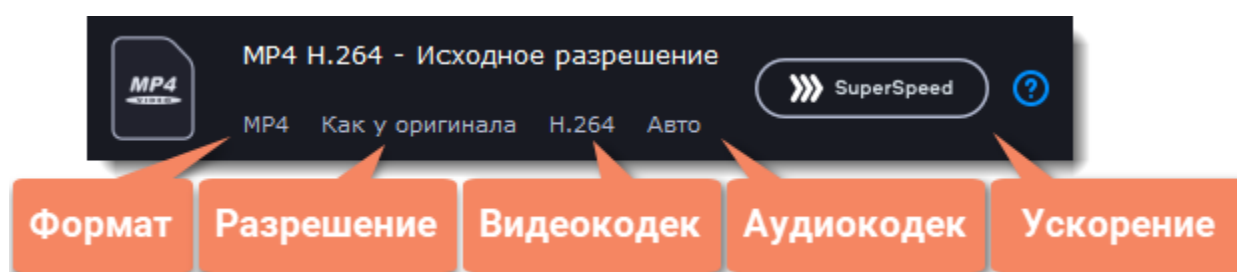 MP4 H.264 - Исходное разрешение
MP4
VIDEO
SuperSpeed
?
MP4 Как у оригинала H.264 Авто
Формат Разрешение Видеокодек Аудиокодек Ускорение